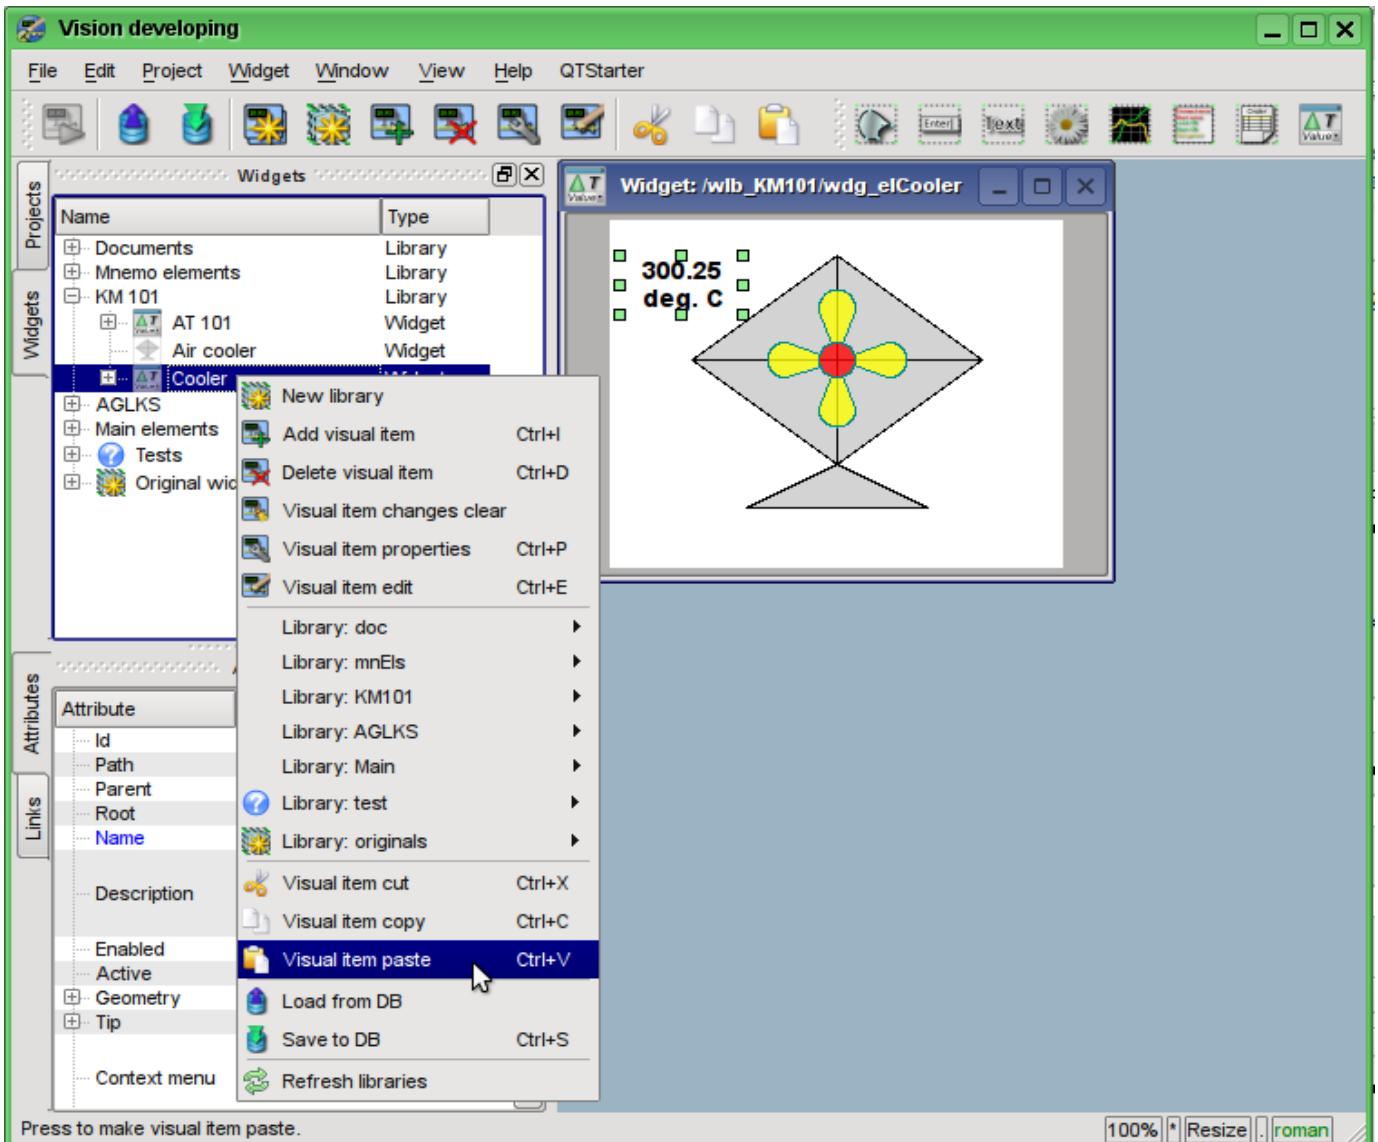 Vision developing
File Edit Project Widget Window View Help QTStarter
Enter Text Values
Projects
Widgets
Widgets
Name Type
Documents Library
Mnemo elements Library
KM 101 Library
AT 101 Widget
Air cooler Widget
Cooler
AGLKS
Main elements
Tests
Original wid
New library
Add visual item Ctrl+I
Delete visual item Ctrl+D
Visual item changes clear
Visual item properties Ctrl+P
Visual item edit Ctrl+E
Library: doc
Library: mnEls
Library: KM101
Library: AGLKS
Library: Main
Library: test
Library: originals
Visual item cut Ctrl+X
Visual item copy Ctrl+C
Visual item paste Ctrl+V
Load from DB
Save to DB Ctrl+S
Refresh libraries
Attributes
Links
Attribute
Id
Path
Parent
Root
Name
Description
Enabled
Active
Geometry
Tip
Context menu
Widget: /wlb_KM101/wdg_elCooler
300.25
deg. C
Press to make visual item paste.
100% * Resize . roman